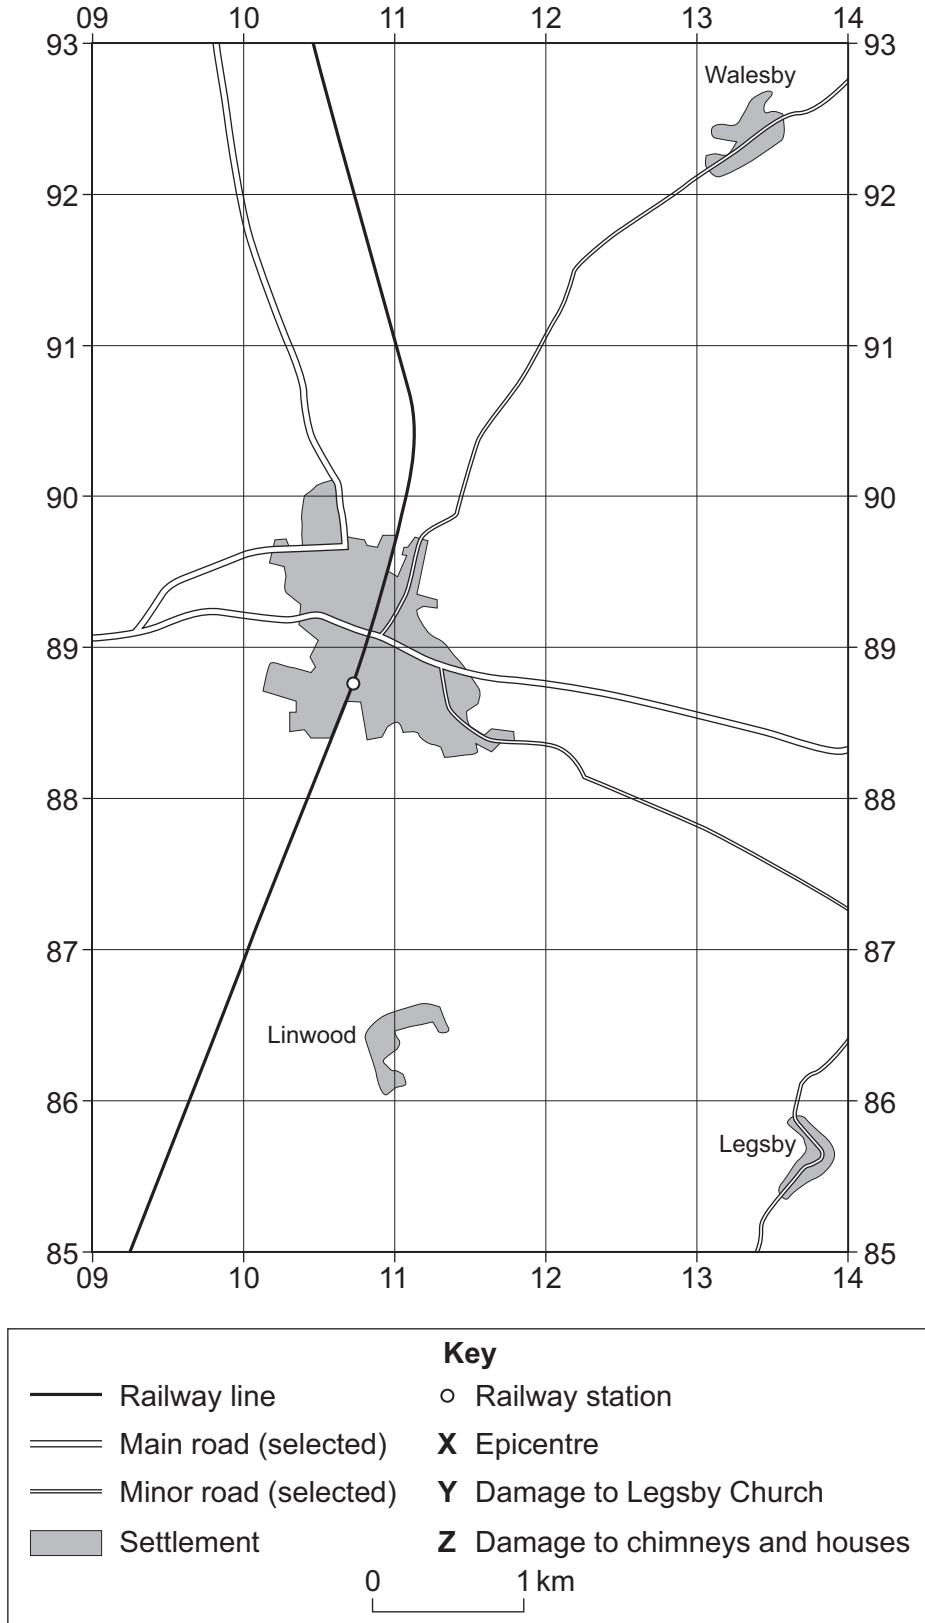 09 10 11 12 13 14
93 93
Walesby
92 92
91 91
90 90
89 89
88 88
87 87
Linwood
86 86
Legsby
85 85
09 10 11 12 13 14
Key
Railway line
Railway station
Main road (selected)
X Epicentre
Minor road (selected)
Y Damage to Legsby Church
Settlement
Z Damage to chimneys and houses
0 1 km